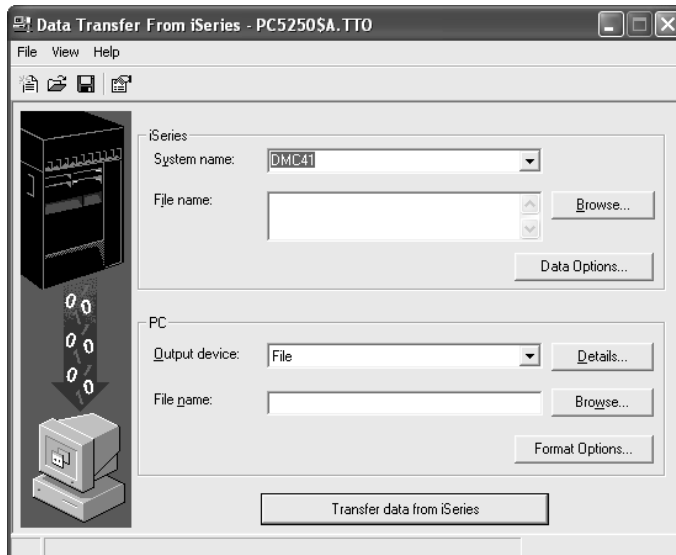 Data Transfer From iSeries - PC5250$A.TTO
File View Help
iSeries
System name: DMC41
File name: Browse...
Data Options...
PC
Output device: File Details...
File name: Browse...
Format Options...
Transfer data from iSeries